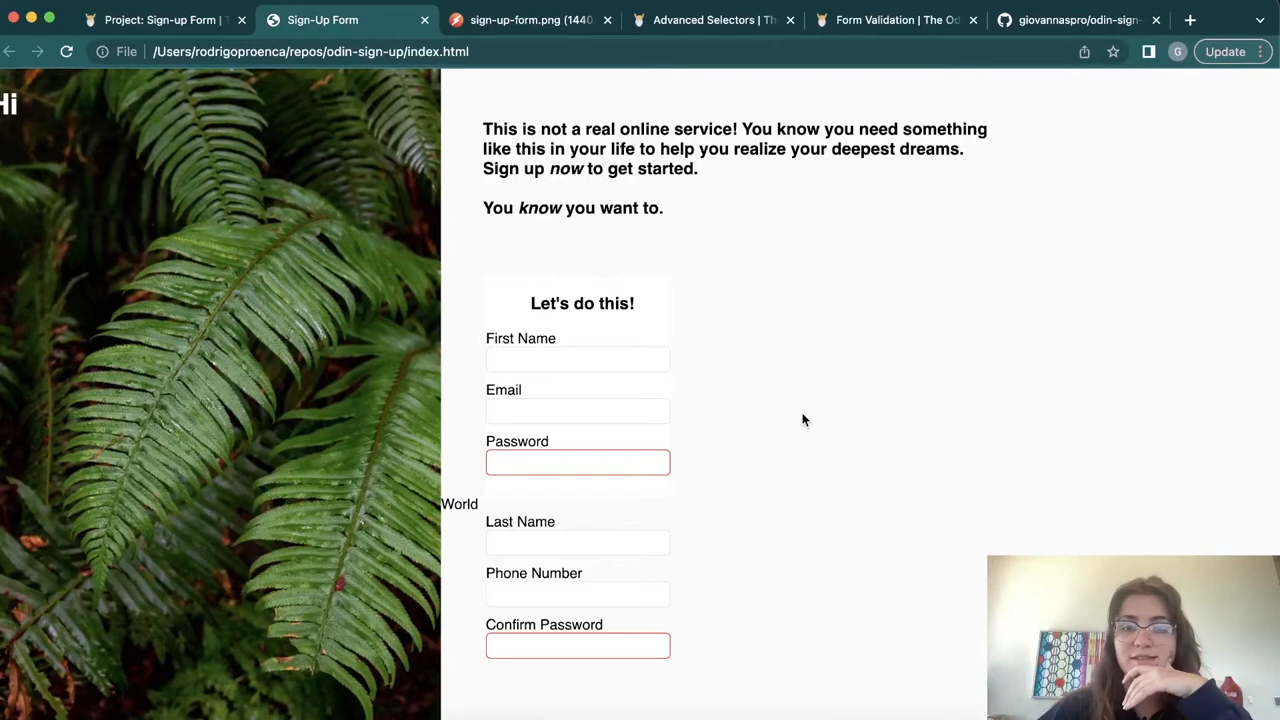 Project: Sign-up Form | T
Sign-Up Form
sign-up-form.png (1440
Advanced Selectors | Th
Form Validation | The Od
giovannaspro/odin-sign-
File
/Users/rodrigoproenca/repos/odin-sign-up/index.html
G
Update
Hi
This is not a real online service! You know you need something
like this in your life to help you realize your deepest dreams.
Sign up now to get started.
You know you want to.
Let's do this!
First Name
Email
Password
World
Last Name
Phone Number
Confirm Password